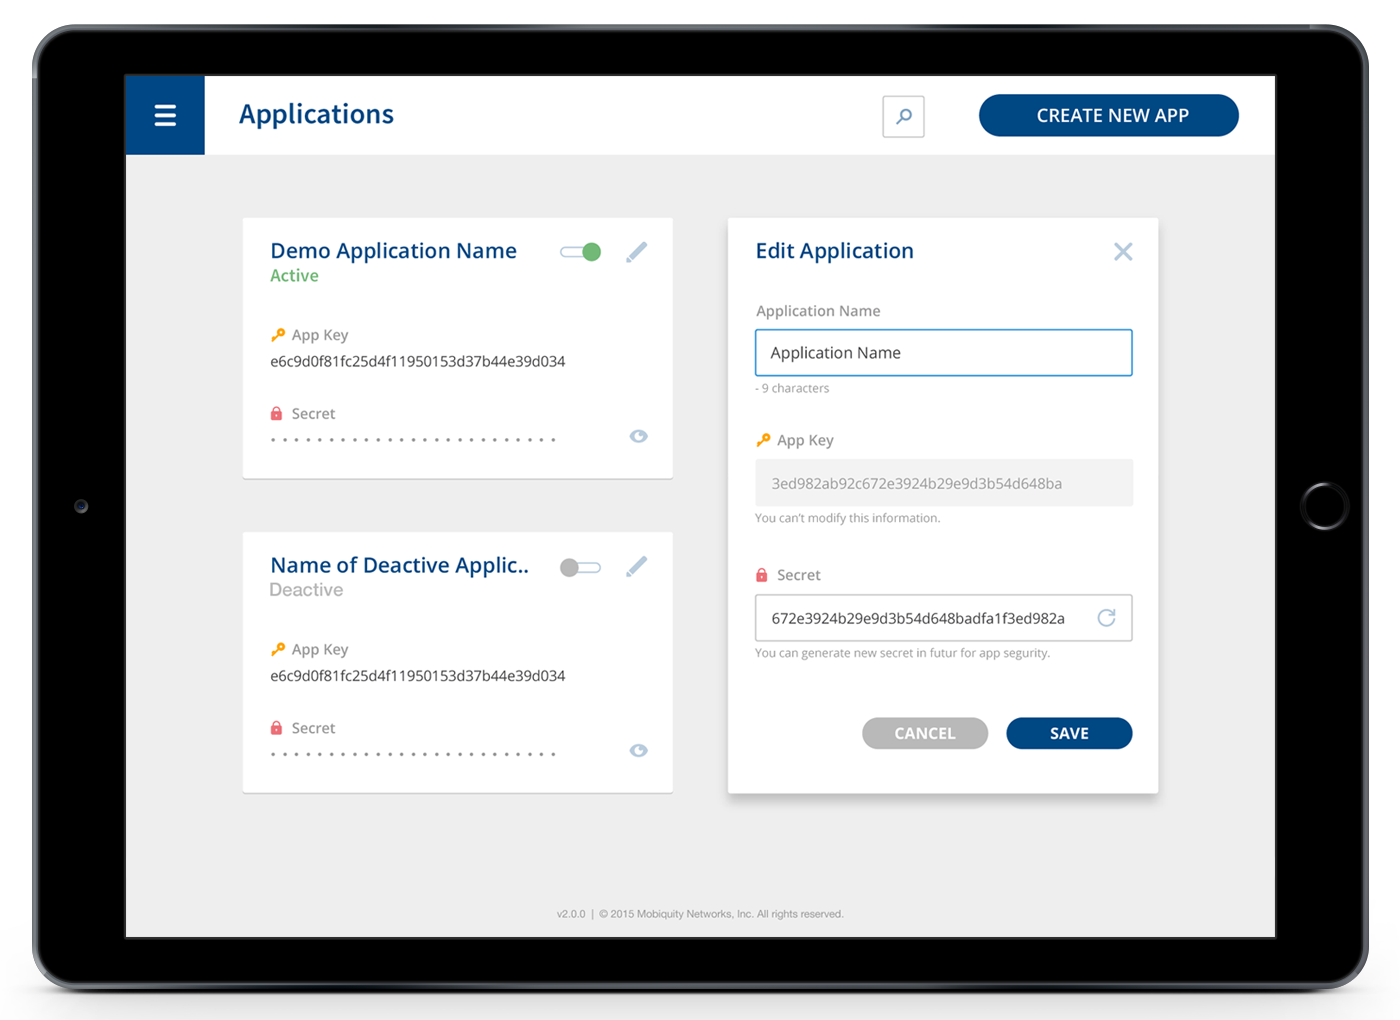 Applications
CREATE NEW APP
Demo Application Name
Active
App Key
e6c9d0f81fc25d4f11950153d37b44e39d034
Secret
Name of Deactive Applic..
Deactive
App Key
e6c9d0f81fc25d4f11950153d37b44e39d034
Secret
Edit Application
Application Name
Application Name
- 9 characters
App Key
3ed982ab92c672e3924b29e9d3b54d648ba
You can't modify this information.
Secret
672e3924b29e9d3b54d648badfa1f3ed982a
You can generate new secret in futur for app segurity.
CANCEL
SAVE
v2.0.0 | © 2015 Mobiquity Networks, Inc. All rights reserved.